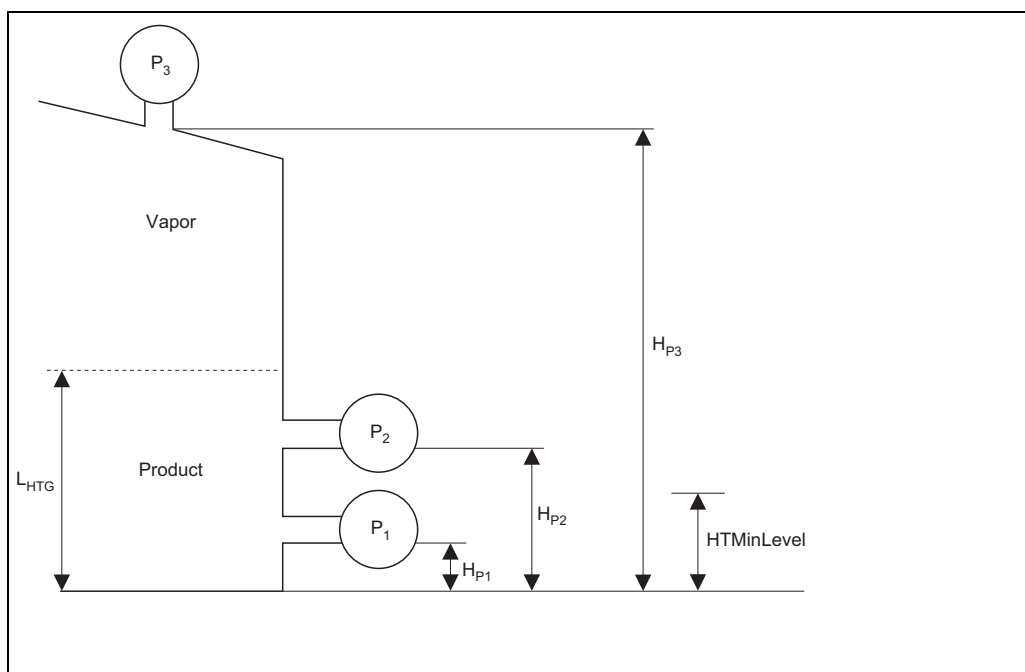 P3
Vapor
HP3
P2
Product
LHTG
HP2
P1
HTMinLevel
HP1